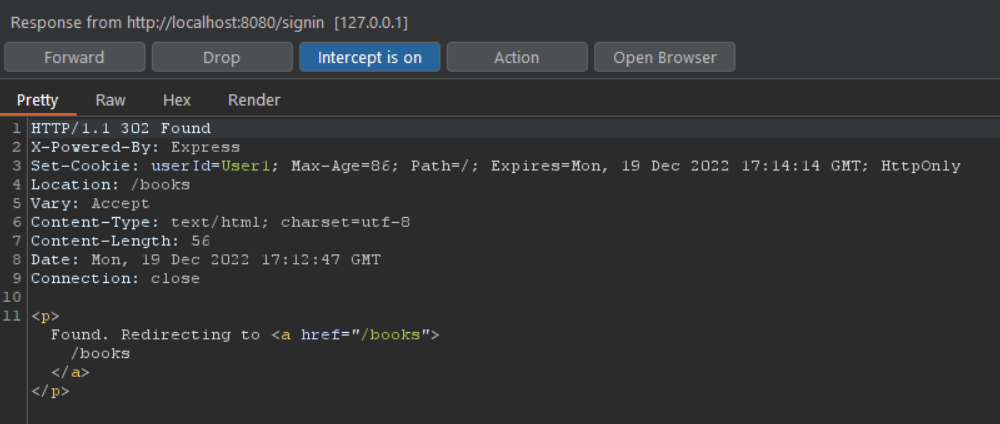 Response from http://localhost:8080/signin [127.0.0.1]
Forward Drop Intercept is on Action Open Browser
Pretty Raw Hex Render
1 HTTP/1.1 302 Found
2 X-Powered-By: Express
3 Set-Cookie: userId=User1; Max-Age=86; Path=/; Expires=Mon, 19 Dec 2022 17:14:14 GMT; HttpOnly
4 Location: /books
5 Vary: Accept
6 Content-Type: text/html; charset=utf-8
7 Content-Length: 56
8 Date: Mon, 19 Dec 2022 17:12:47 GMT
9 Connection: close
10
11 <p>
Found. Redirecting to <a href="/books">
/books
</a>
</p>